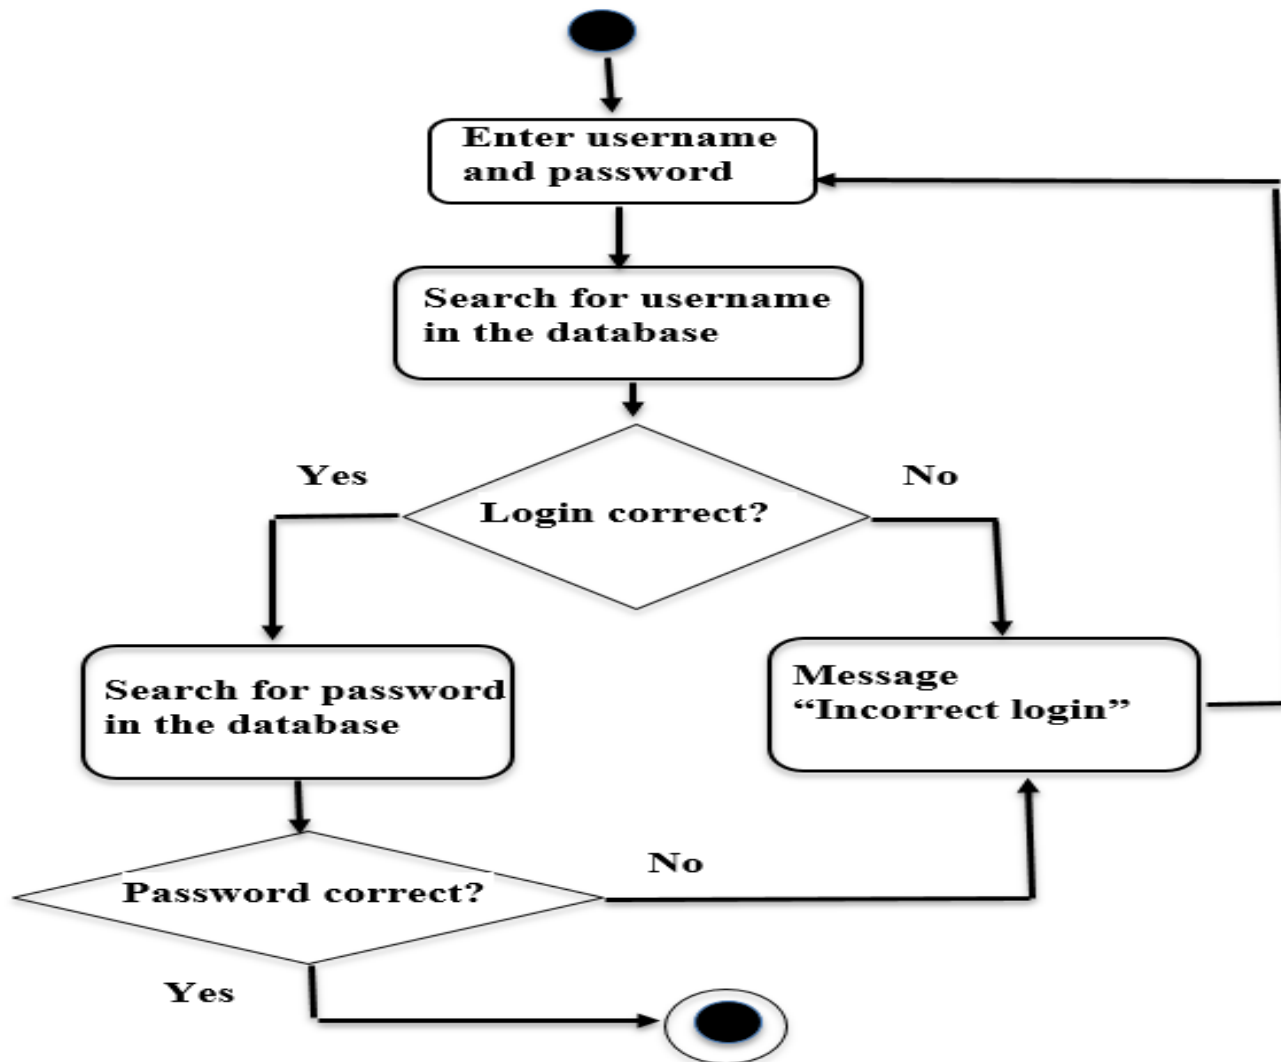 Enter username
and password
Search for username
in the database
Yes
No
Login correct?
Search for password
in the database
Message
“Incorrect login”
No
Password correct?
Yes